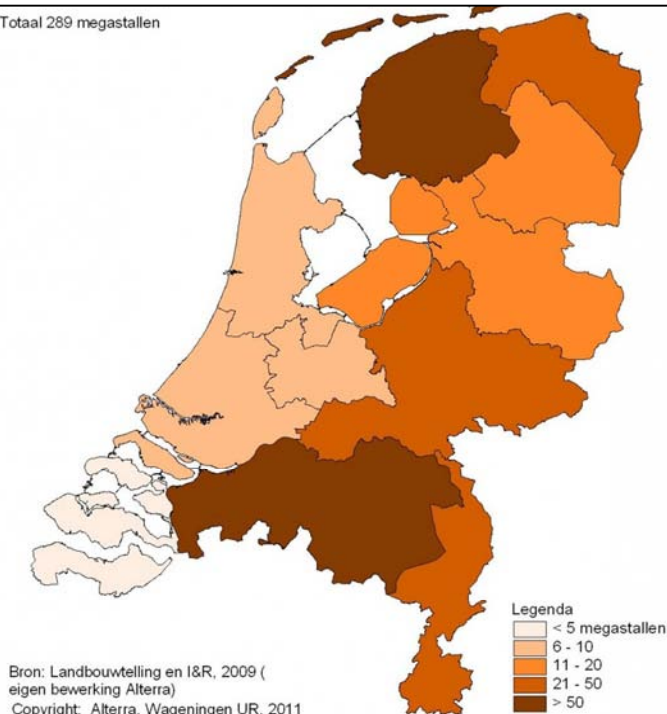 Totaal 289 megastallen
Legenda
< 5 megastallen
6 - 10
11 - 20
21 - 50
> 50
Bron: Landbouwtelling en I&R, 2009 (
eigen bewerking Alterra)
Copyright: Alterra, Wageningen UR, 2011